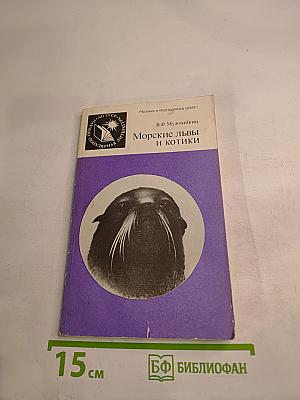 "Человек и окружающая среда"
В.Ф. Мужчинкин
Морские львы
и котики
15 см
БФ БИБЛИОФАН